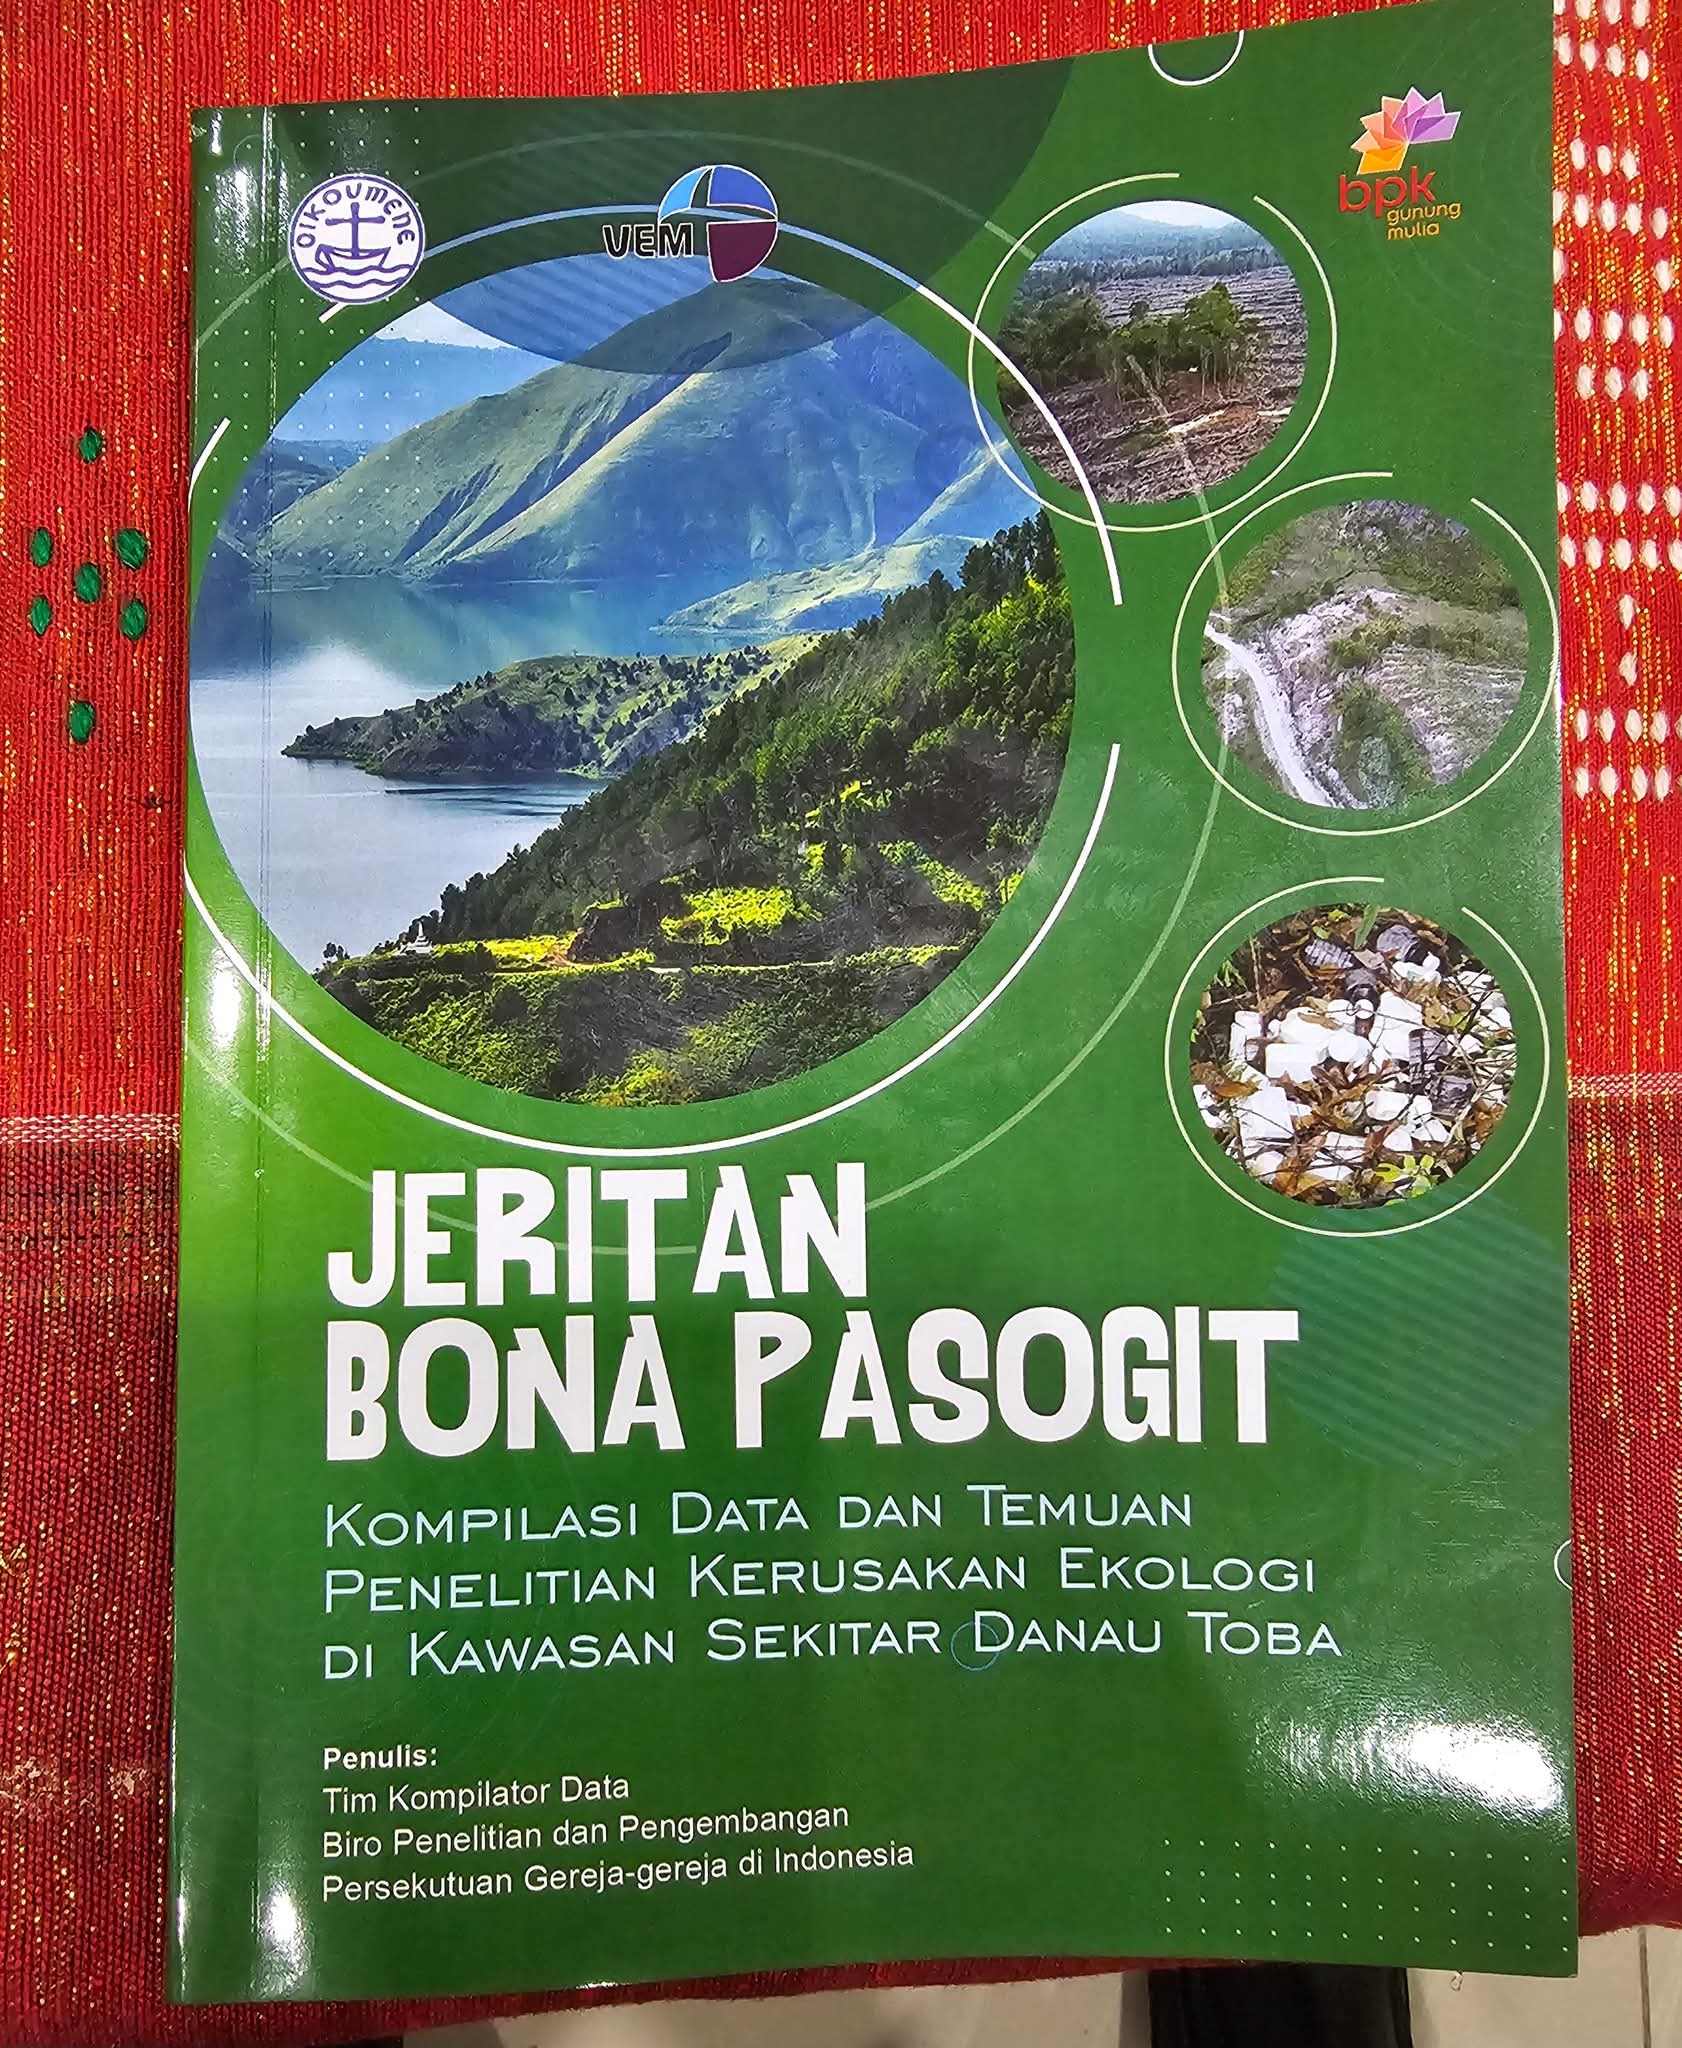 OIKOUMENE
VEM
bpk
gunung
mulia
JERITAN
BONA PASOGIT
KOMPILASI DATA DAN TEMUAN
PENELITIAN KERUSAKAN EKOLOGI
DI KAWASAN SEKITAR DANAU TOBA
Penulis:
Tim Kompilator Data
Biro Penelitian dan Pengembangan
Persekutuan Gereja-gereja di Indonesia